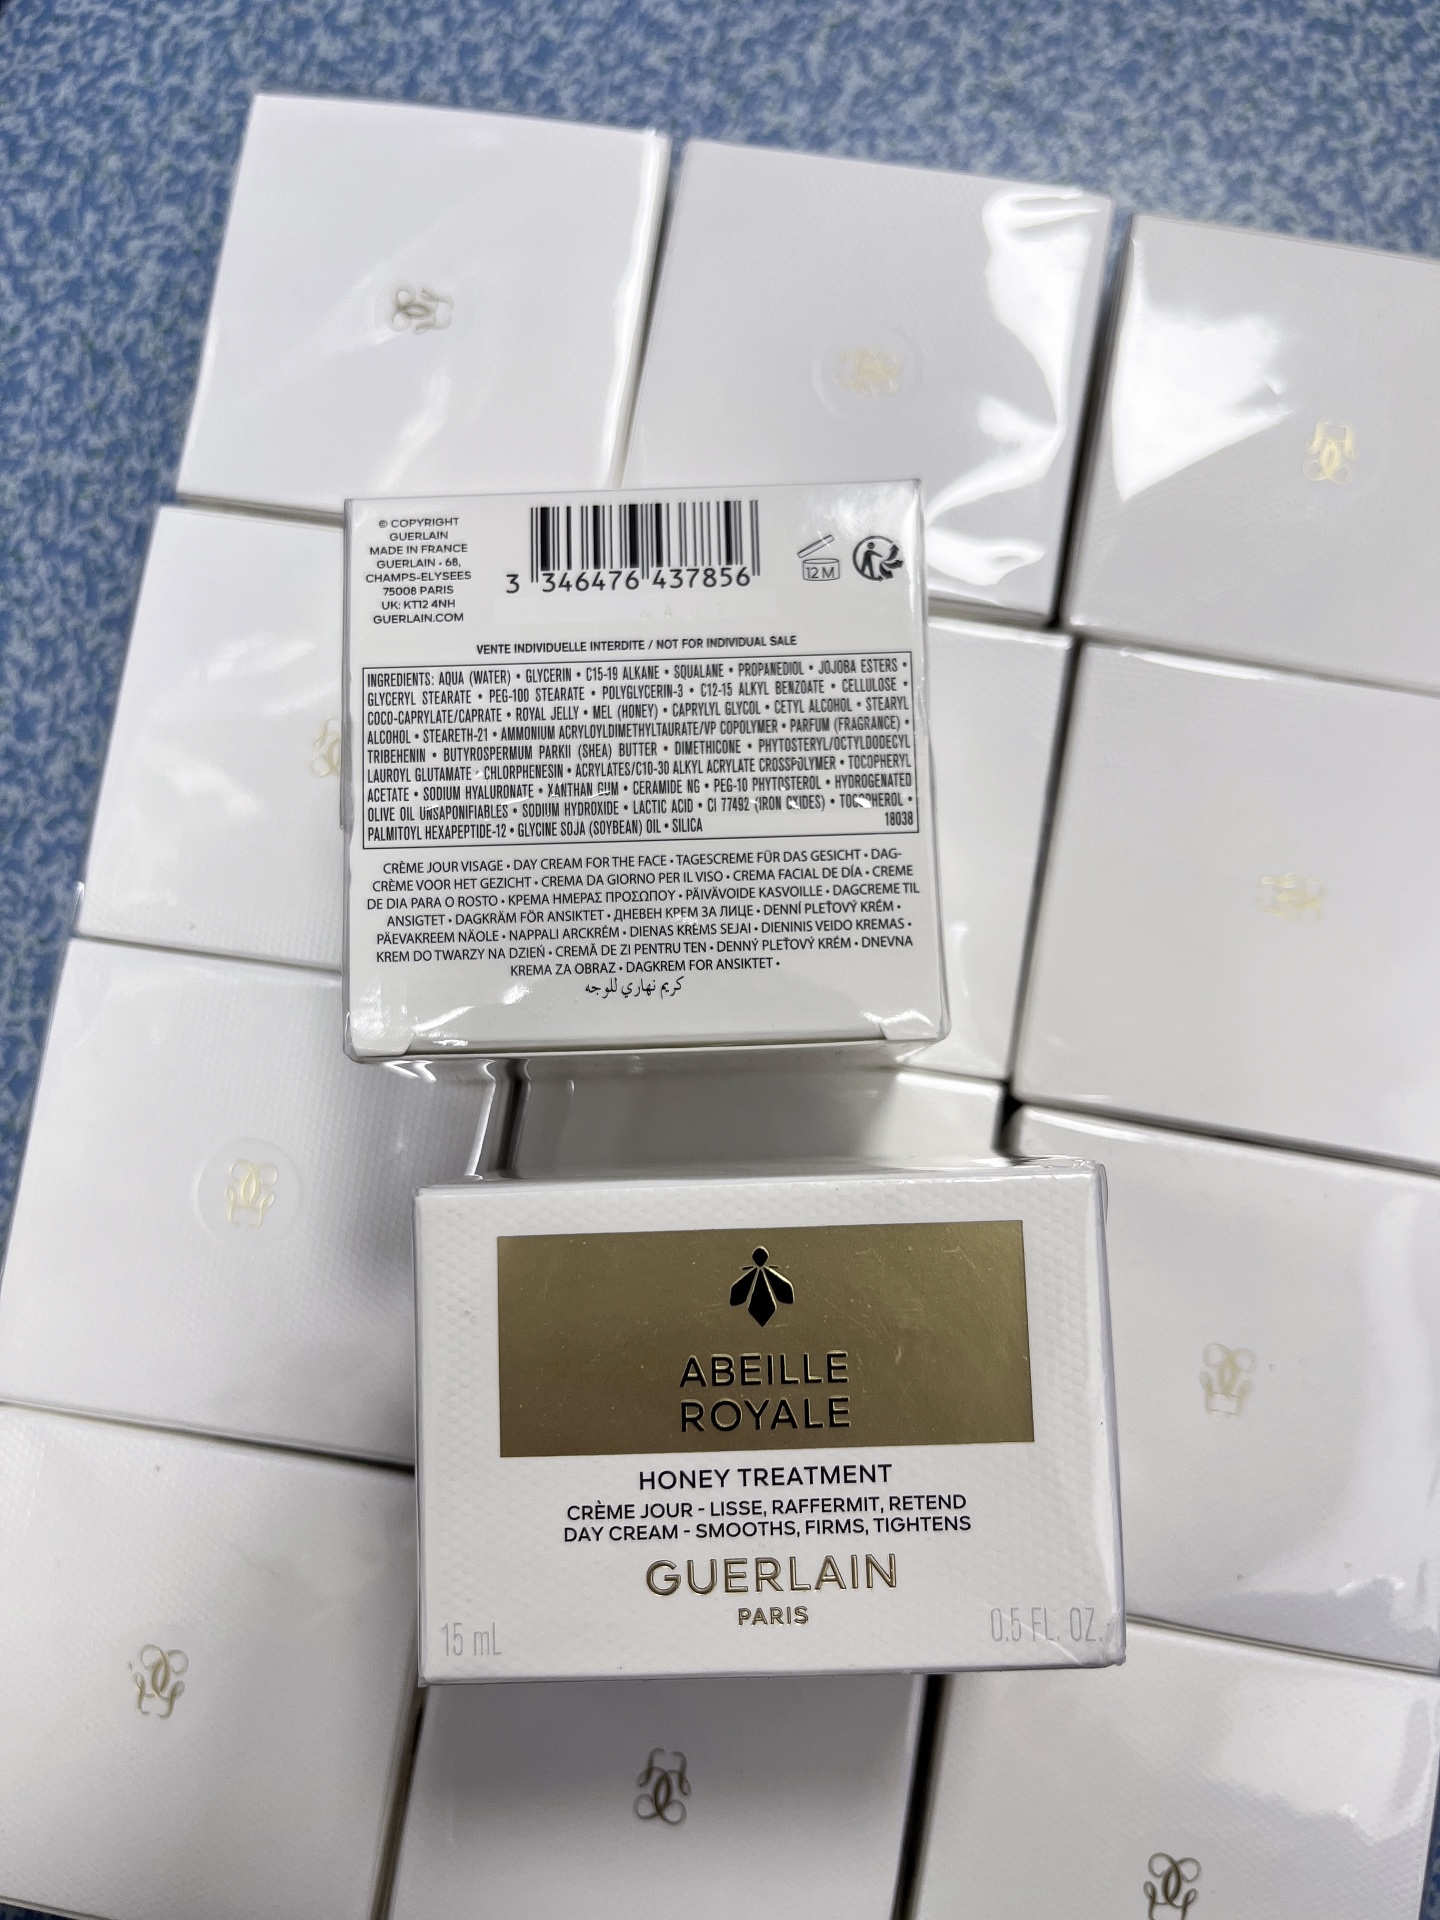 © COPYRIGHT
GUERLAIN
MADE IN FRANCE
GUERLAIN • 68,
CHAMPS-ELYSEES
75008 PARIS
UK: KT12 4NH
GUERLAIN.COM
3 346476 437856
12 M
VENTE INDIVIDUELLE INTERDITE / NOT FOR INDIVIDUAL SALE
INGREDIENTS: AQUA (WATER) • GLYCERIN • C15-19 ALKANE • SQUALANE • PROPANEDIOL • JOJOBA ESTERS •
GLYCERYL STEARATE • PEG-100 STEARATE • POLYGLYCERIN-3 • C12-15 ALKYL BENZOATE • CELLULOSE •
COCO-CAPRYLATE/CAPRATE • ROYAL JELLY • MEL (HONEY) • CAPRYLYL GLYCOL • CETYL ALCOHOL • STEARYL
ALCOHOL • STEARETH-21 • AMMONIUM ACRYLOYLDIMETHYLTAURATE/VP COPOLYMER • PARFUM (FRAGRANCE) •
TRIBEHENIN • BUTYROSPERMUM PARKII (SHEA) BUTTER • DIMETHICONE • PHYTOSTERYL/OCTYLDODECYL
LAUROYL GLUTAMATE • CHLORPHENESIN • ACRYLATES/C10-30 ALKYL ACRYLATE CROSSPOLYMER • TOCOPHERYL
ACETATE • SODIUM HYALURONATE • XANTHAN GUM • CERAMIDE NG • PEG-10 PHYTOSTEROL • HYDROGENATED
OLIVE OIL UNSAPONIFIABLES • SODIUM HYDROXIDE • LACTIC ACID • CI 77492 (IRON OXIDES) • TOCOPHEROL •
PALMITOYL HEXAPEPTIDE-12 • GLYCINE SOJA (SOYBEAN) OIL • SILICA 18038
CRÈME JOUR VISAGE • DAY CREAM FOR THE FACE • TAGESCREME FÜR DAS GESICHT • DAG-
CRÈME VOOR HET GEZICHT • CREMA DA GIORNO PER IL VISO • CREMA FACIAL DE DÍA • CREME
DE DIA PARA O ROSTO • ΚΡΕΜΑ ΗΜΕΡΑΣ ΠΡΟΣΩΠΟΥ • PÄIVÄVOIDE KASVOILLE • DAGCREME TIL
ANSIGTET • DAGKRÄM FÖR ANSIKTET • ДНЕВЕН КРЕМ ЗА ЛИЦЕ • DENNÍ PLEŤOVÝ KRÉM •
PÄEVAKREEM NÄOLE • NAPPALI ARCKRÉM • DIENAS KRĒMS SEJAI • DIENINIS VEIDO KREMAS •
KREM DO TWARZY NA DZIEŃ • CREMĂ DE ZI PENTRU TEN • DENNÝ PLEŤOVÝ KRÉM • DNEVNA
KREMA ZA OBRAZ • DAGKREM FOR ANSIKTET •
كريم نهاري للوجه
ABEILLE
ROYALE
HONEY TREATMENT
CRÈME JOUR - LISSE, RAFFERMIT, RETEND
DAY CREAM - SMOOTHS, FIRMS, TIGHTENS
GUERLAIN
PARIS
15 mL 0.5 FL. OZ.